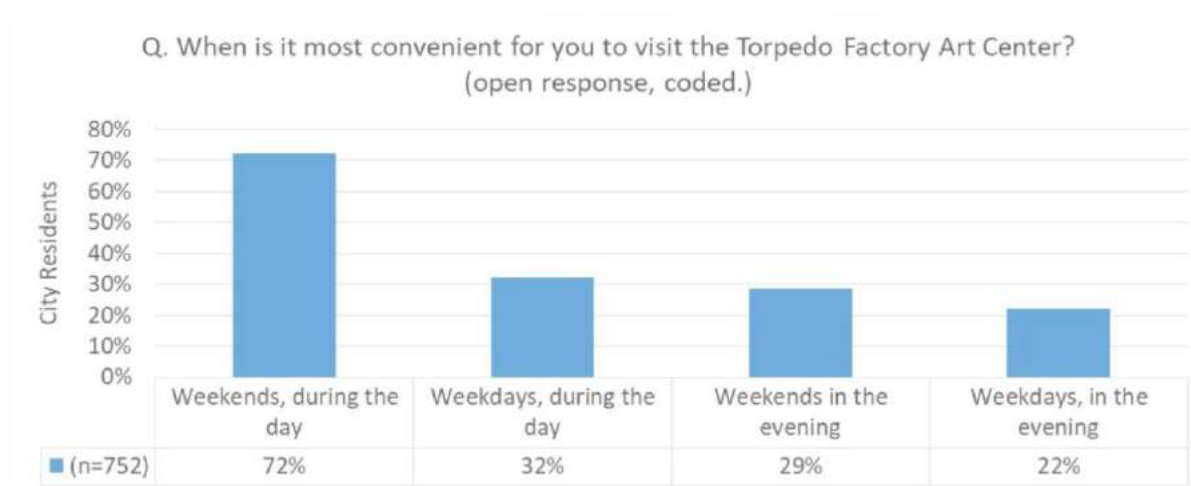 Q. When is it most convenient for you to visit the Torpedo Factory Art Center?
(open response, coded.)
80%
70%
60%
50%
40%
30%
20%
10%
0%
City Residents
Weekends, during the
day
Weekdays, during the
day
Weekends in the
evening
Weekdays, in the
evening
(n=752) 72% 32% 29% 22%